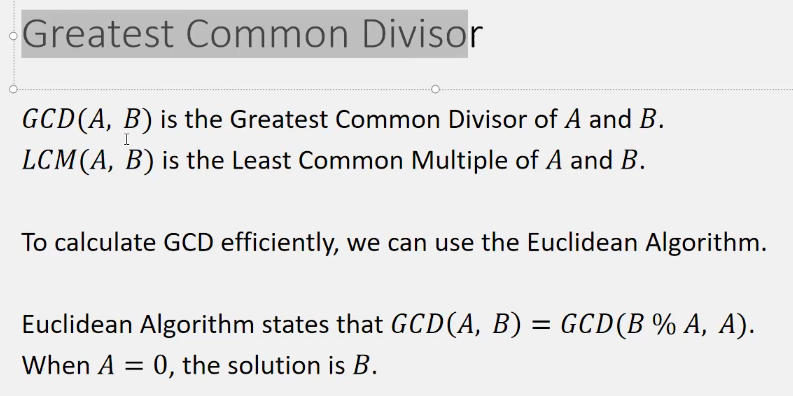 Greatest Common Divisor
GCD(A, B) is the Greatest Common Divisor of A and B.
LCM(A, B) is the Least Common Multiple of A and B.
To calculate GCD efficiently, we can use the Euclidean Algorithm.
Euclidean Algorithm states that GCD(A, B) = GCD(B % A, A).
When A = 0, the solution is B.